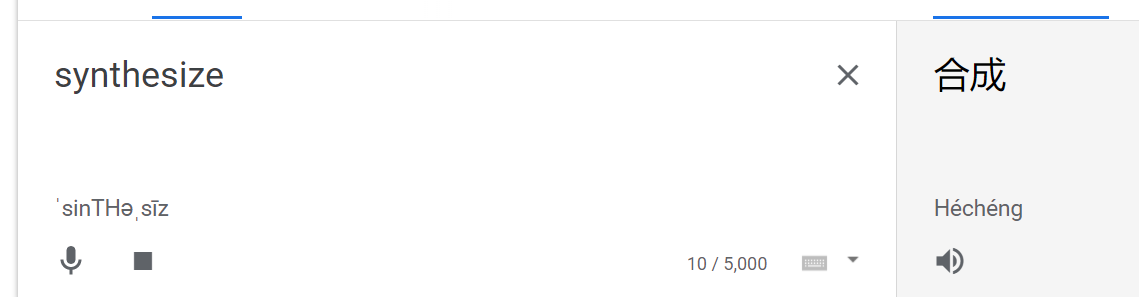 synthesize
合成
ˈsinTHəˌsīz
Héchéng
10 / 5,000